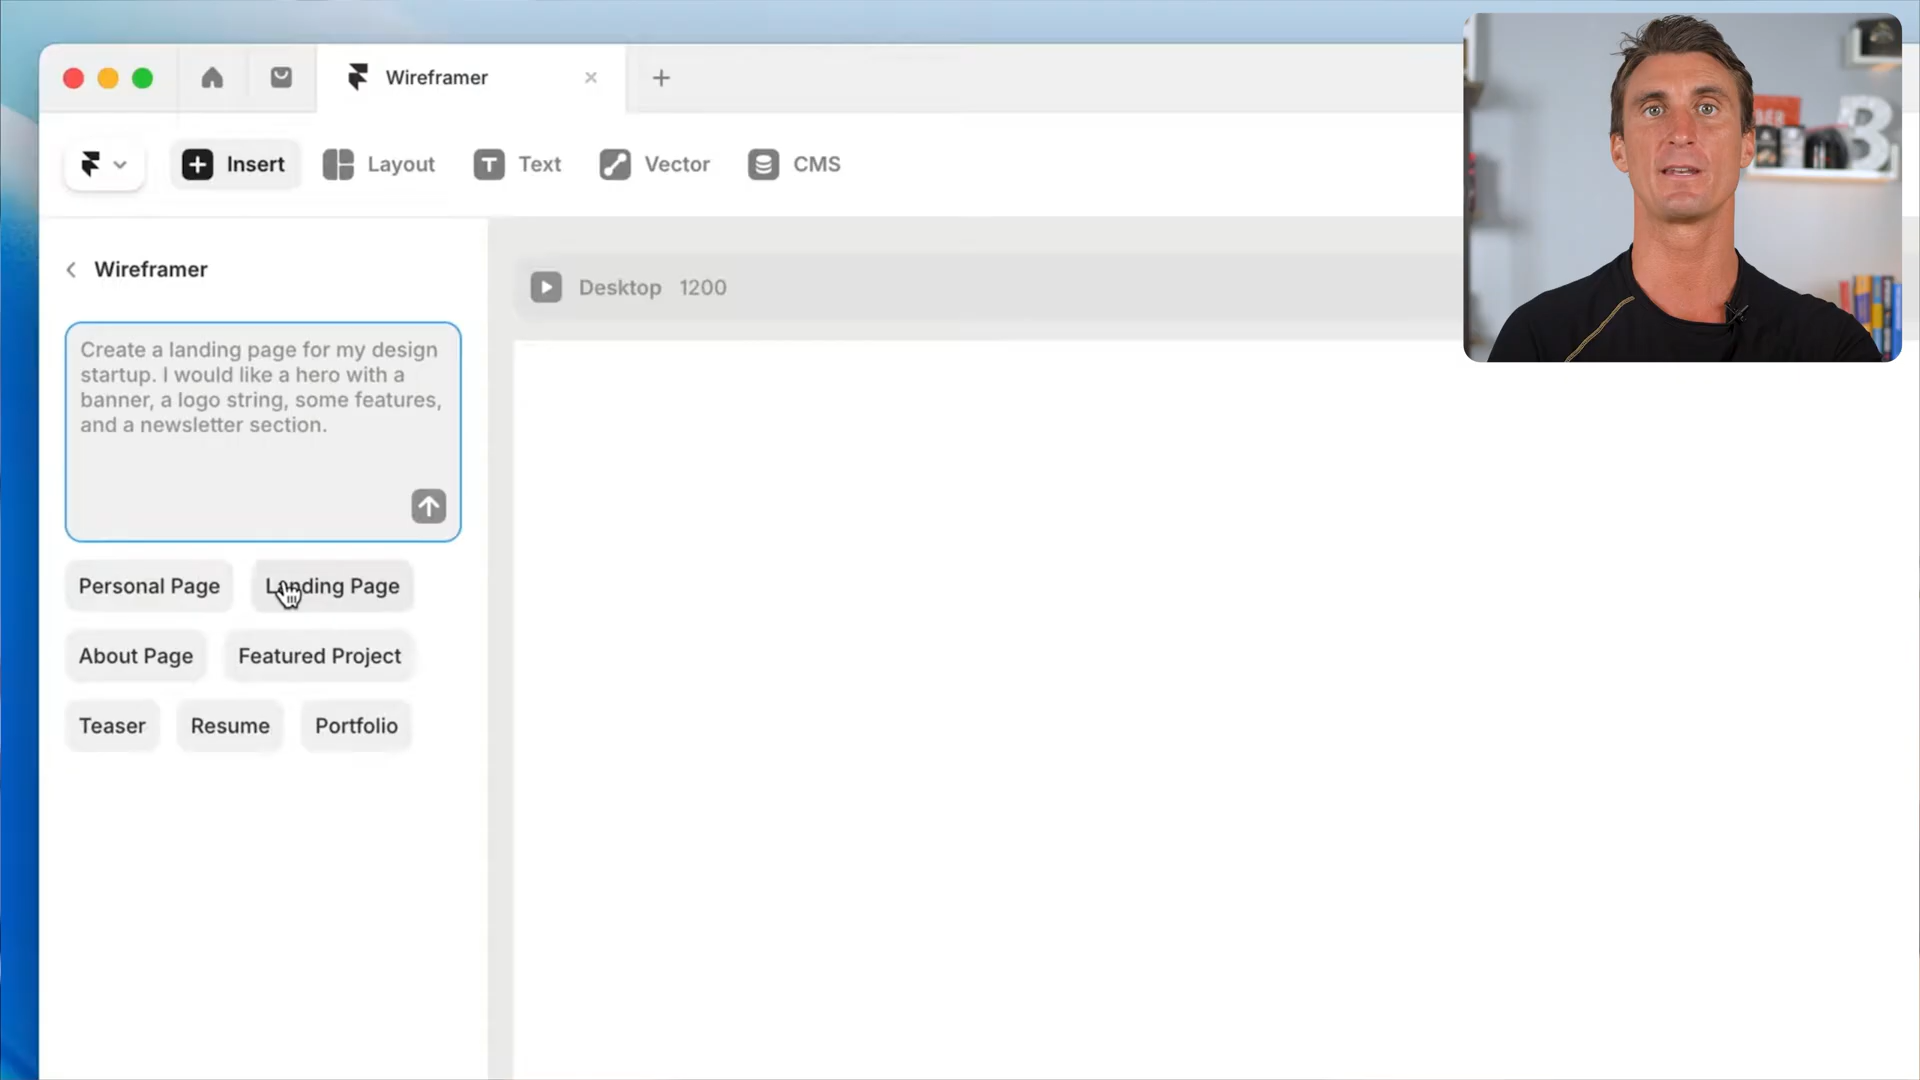 Wireframer
Insert
Layout
Text
Vector
CMS
Wireframer
Desktop 1200
Create a landing page for my design
startup. I would like a hero with a
banner, a logo string, some features,
and a newsletter section.
Personal Page
Landing Page
About Page
Featured Project
Teaser
Resume
Portfolio
B